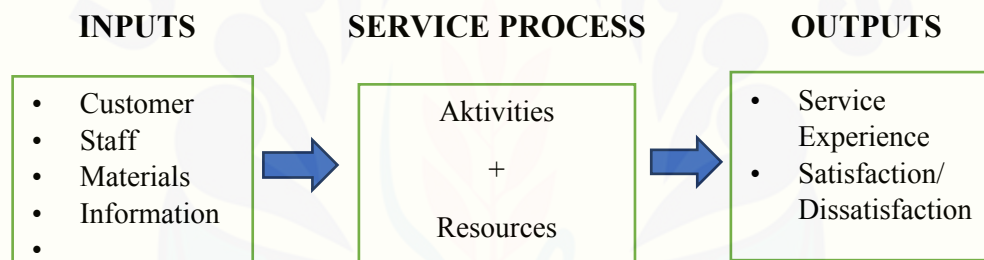 INPUTS SERVICE PROCESS OUTPUTS
• Customer
• Staff
• Materials
• Information
•
Aktivities
+
Resources
• Service
Experience
• Satisfaction/
Dissatisfaction